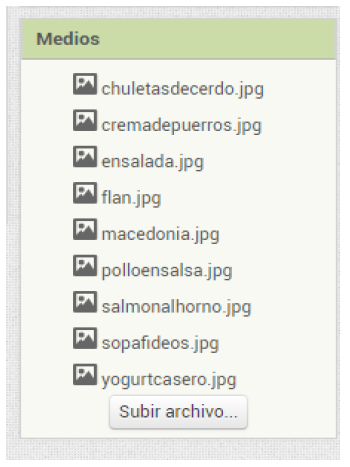 Medios
chuletasdecerdo.jpg
cremadepuerros.jpg
ensalada.jpg
flan.jpg
macedonia.jpg
polloensalsa.jpg
salmonalhorno.jpg
sopafideos.jpg
yogurtcasero.jpg
Subir archivo...